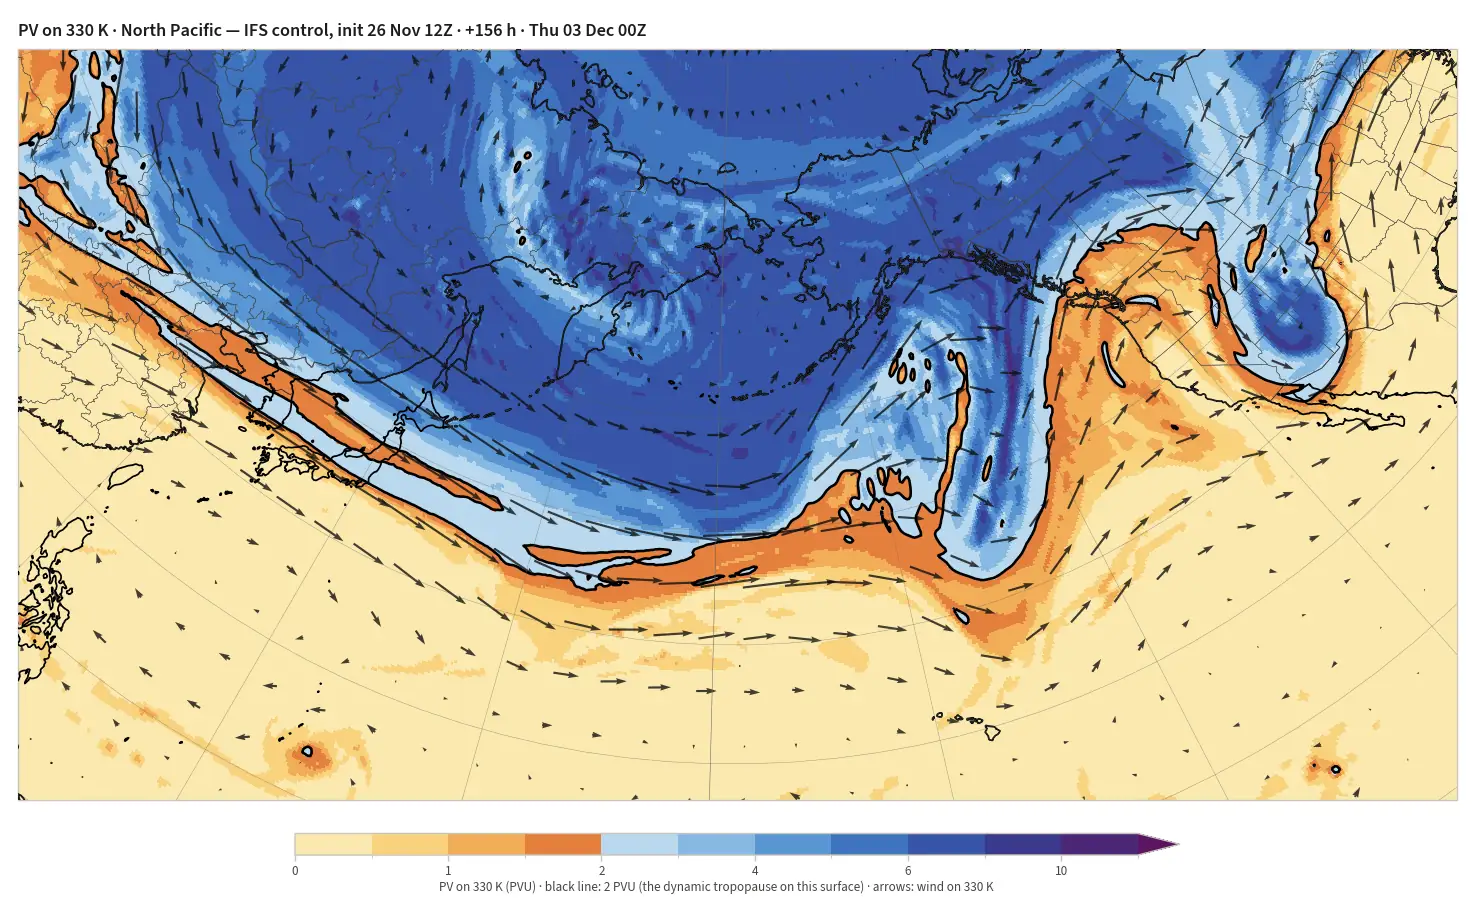 PV on 330 K · North Pacific — IFS control, init 26 Nov 12Z · +156 h · Thu 03 Dec 00Z
0 1 2 4 6 10
PV on 330 K (PVU) · black line: 2 PVU (the dynamic tropopause on this surface) · arrows: wind on 330 K